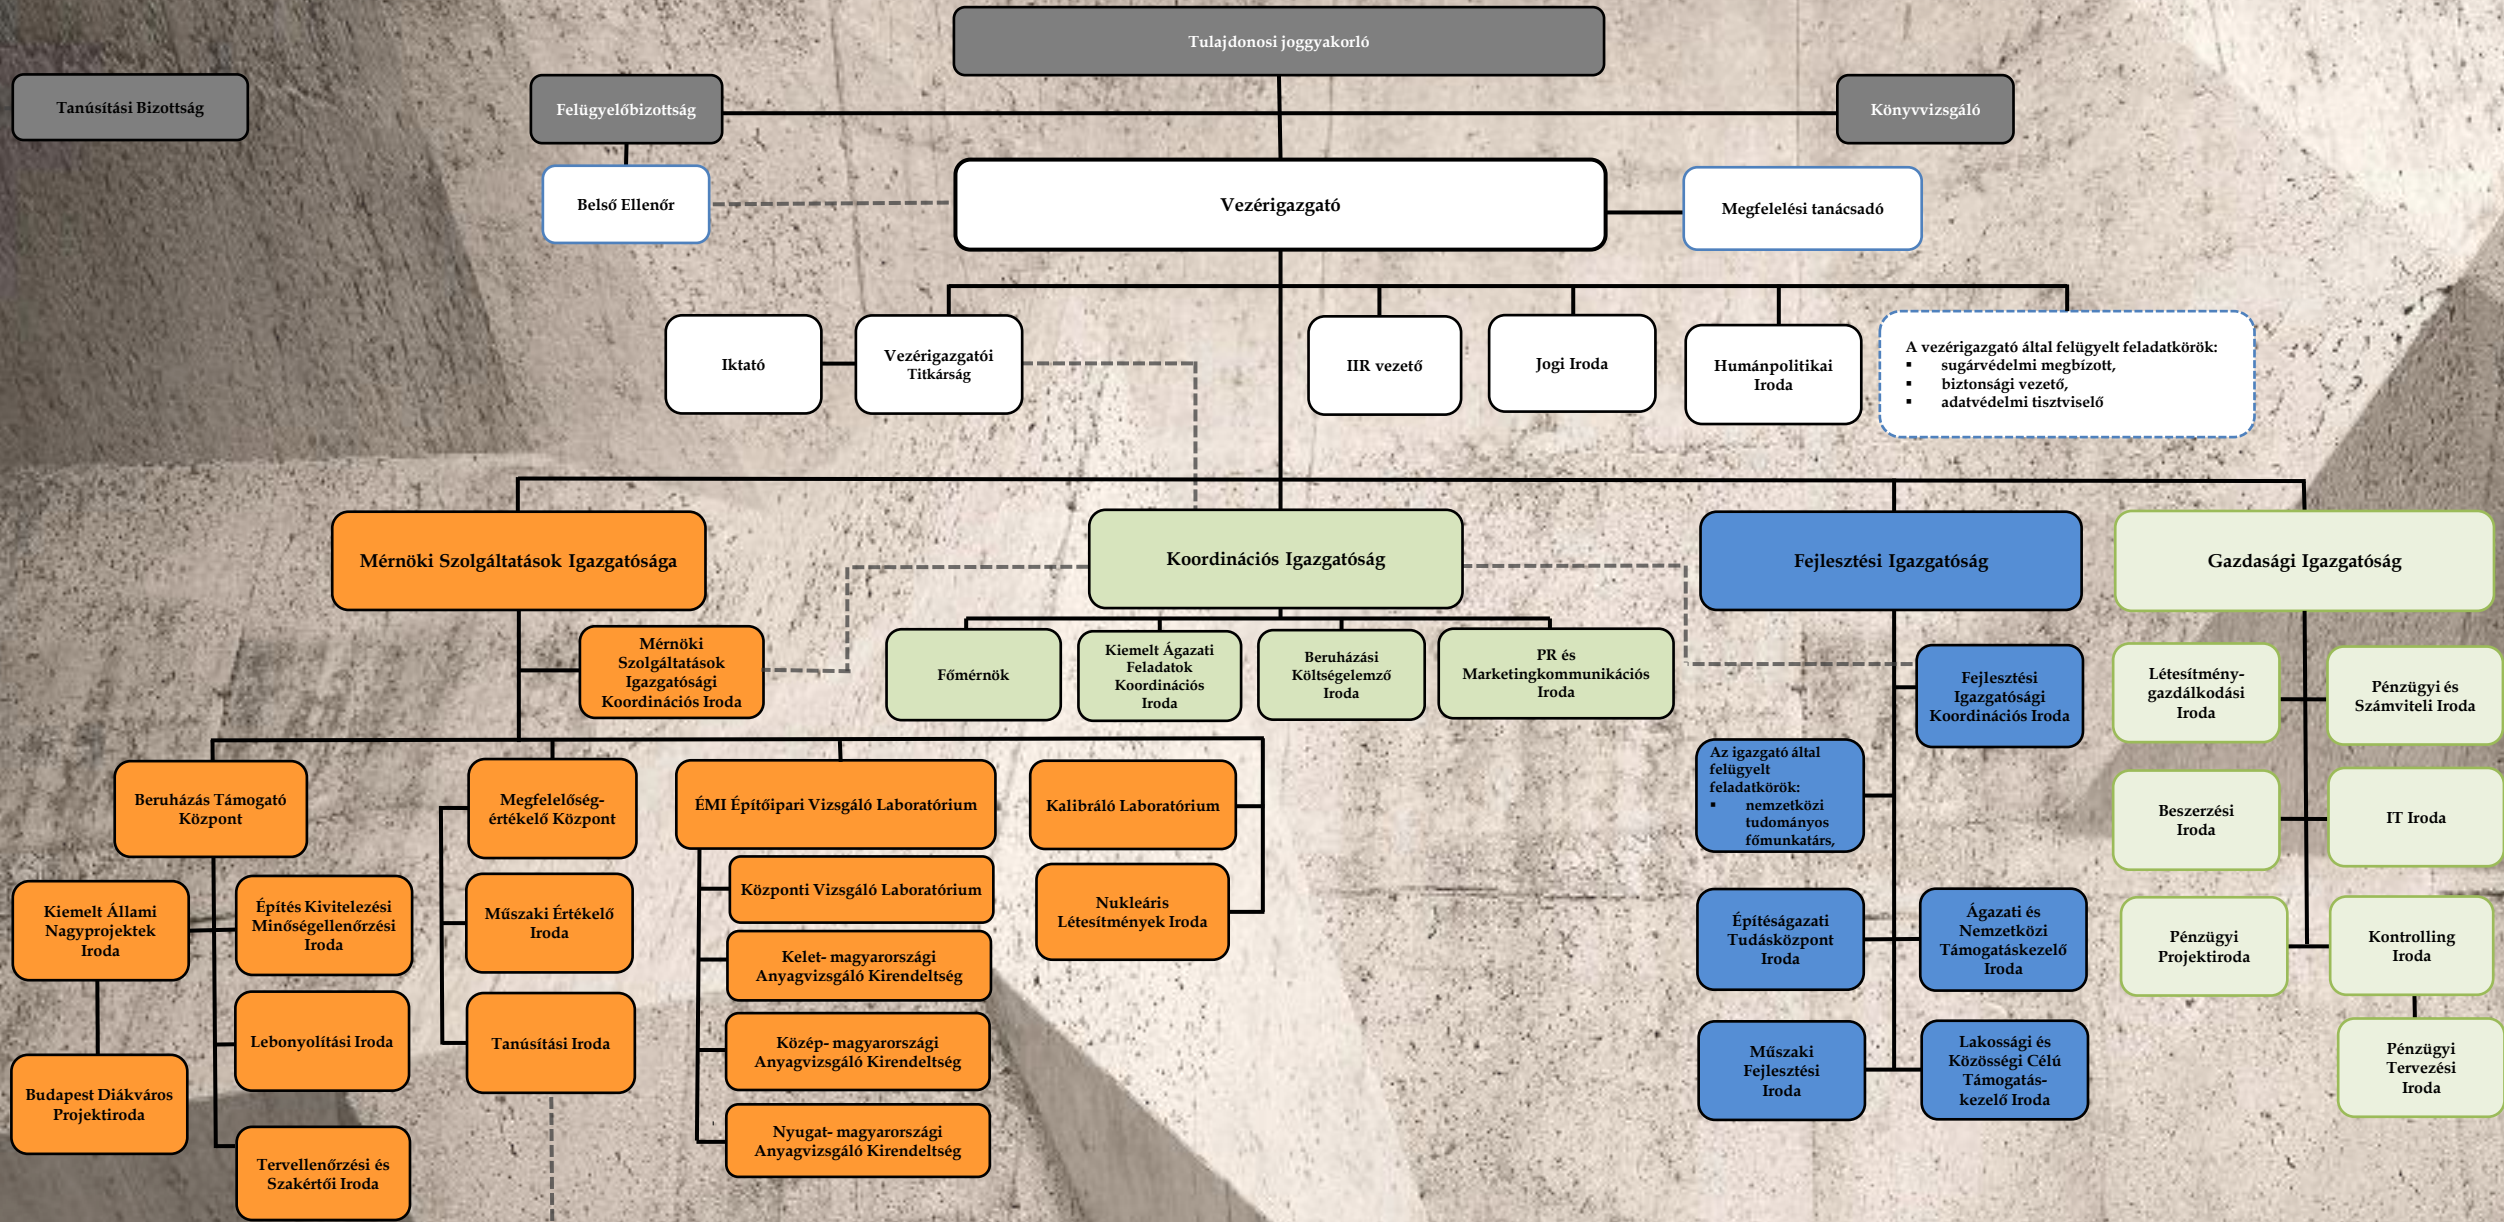 Tulajdonosi joggyakorló
Tanúsítási Bizottság
Felügyelőbizottság
Könyvvizsgáló
Belső Ellenőr
Vezérigazgató
Megfelelési tanácsadó
Iktató
Vezérigazgatói
Titkárság
IIR vezető
Jogi Iroda
Humánpolitikai
Iroda
A vezérigazgató által felügyelt feladatkörök:
▪ sugárvédelmi megbízott,
▪ biztonsági vezető,
▪ adatvédelmi tisztviselő
Mérnöki Szolgáltatások Igazgatósága
Koordinációs Igazgatóság
Fejlesztési Igazgatóság
Gazdasági Igazgatóság
Mérnöki
Szolgáltatások
Igazgatósági
Koordinációs Iroda
Főmérnök
Kiemelt Ágazati
Feladatok
Koordinációs
Iroda
Beruházási
Költségelemző
Iroda
PR és
Marketingkommunikációs
Iroda
Fejlesztési
Igazgatósági
Koordinációs Iroda
Létesítmény-
gazdálkodási
Iroda
Pénzügyi és
Számviteli Iroda
Beruházás Támogató
Központ
Megfelelőség-
értékelő Központ
ÉMI Építőipari Vizsgáló Laboratórium
Kalibráló Laboratórium
Az igazgató által
felügyelt
feladatkörök:
▪ nemzetközi
tudományos
főmunkatárs,
Beszerzési
Iroda
IT Iroda
Kiemelt Állami
Nagyprojektek
Iroda
Építés Kivitelezési
Minőségellenőrzési
Iroda
Műszaki Értékelő
Iroda
Központi Vizsgáló Laboratórium
Nukleáris
Létesítmények Iroda
Építéságazati
Tudásközpont
Iroda
Ágazati és
Nemzetközi
Támogatáskezelő
Iroda
Pénzügyi
Projektiroda
Kontrolling
Iroda
Kelet- magyarországi
Anyagvizsgáló Kirendeltség
Lebonyolítási Iroda
Tanúsítási Iroda
Közép- magyarországi
Anyagvizsgáló Kirendeltség
Műszaki
Fejlesztési
Iroda
Lakossági és
Közösségi Célú
Támogatás-
kezelő Iroda
Pénzügyi
Tervezési
Iroda
Budapest Diákváros
Projektiroda
Nyugat- magyarországi
Anyagvizsgáló Kirendeltség
Tervellenőrzési és
Szakértői Iroda